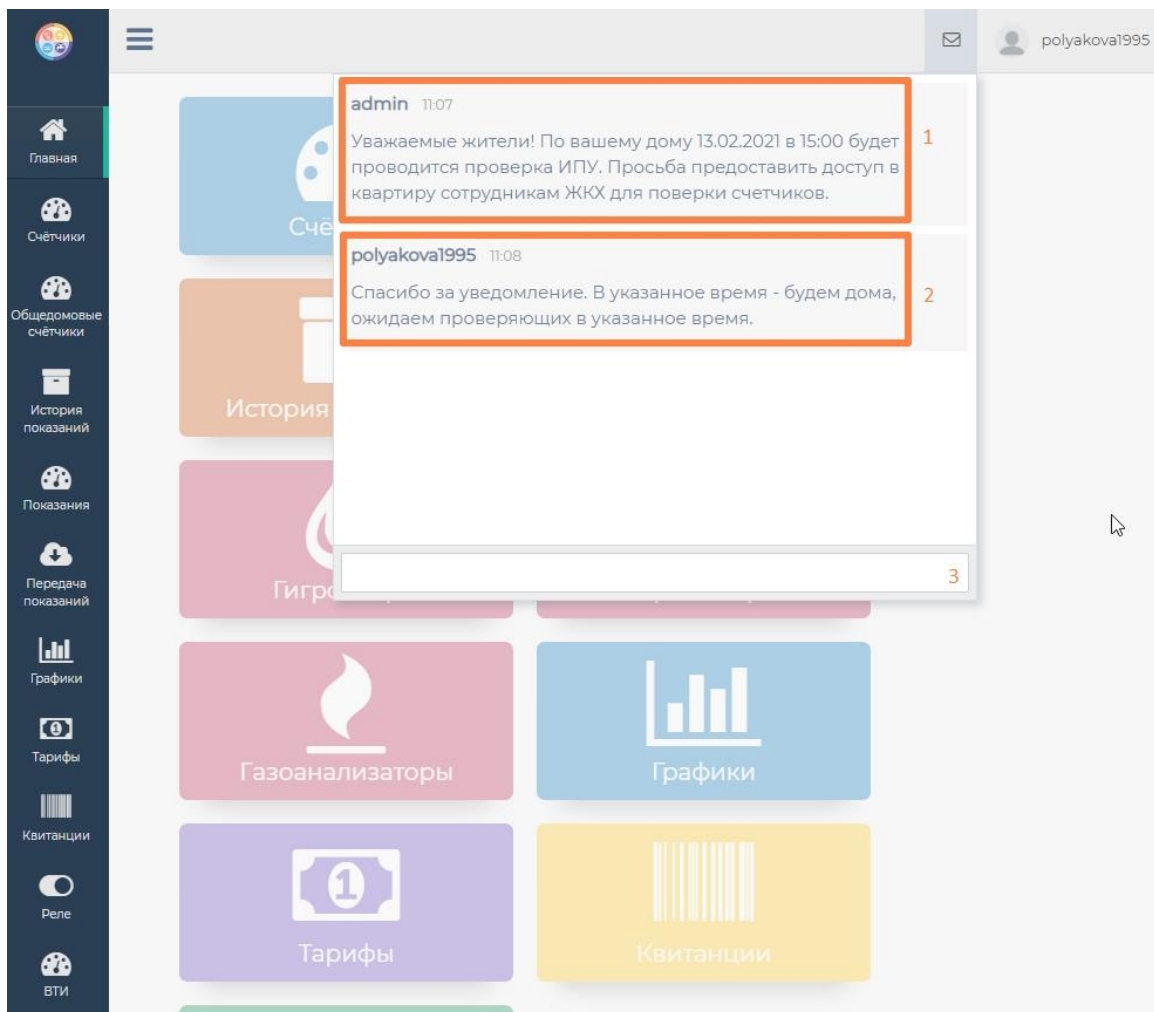 polyakova1995
Главная
Счётчики
Общедомовые
счётчики
История
показаний
Показания
Передача
показаний
Графики
Тарифы
Квитанции
Реле
ВТИ
admin 11:07
Уважаемые жители! По вашему дому 13.02.2021 в 15:00 будет
проводится проверка ИПУ. Просьба предоставить доступ в
квартиру сотрудникам ЖКХ для поверки счетчиков.
1
polyakova1995 11:08
Спасибо за уведомление. В указанное время - будем дома,
ожидаем проверяющих в указанное время.
2
3
Счё
История
Гигро
Газоанализаторы
Графики
1
Тарифы
Квитанции